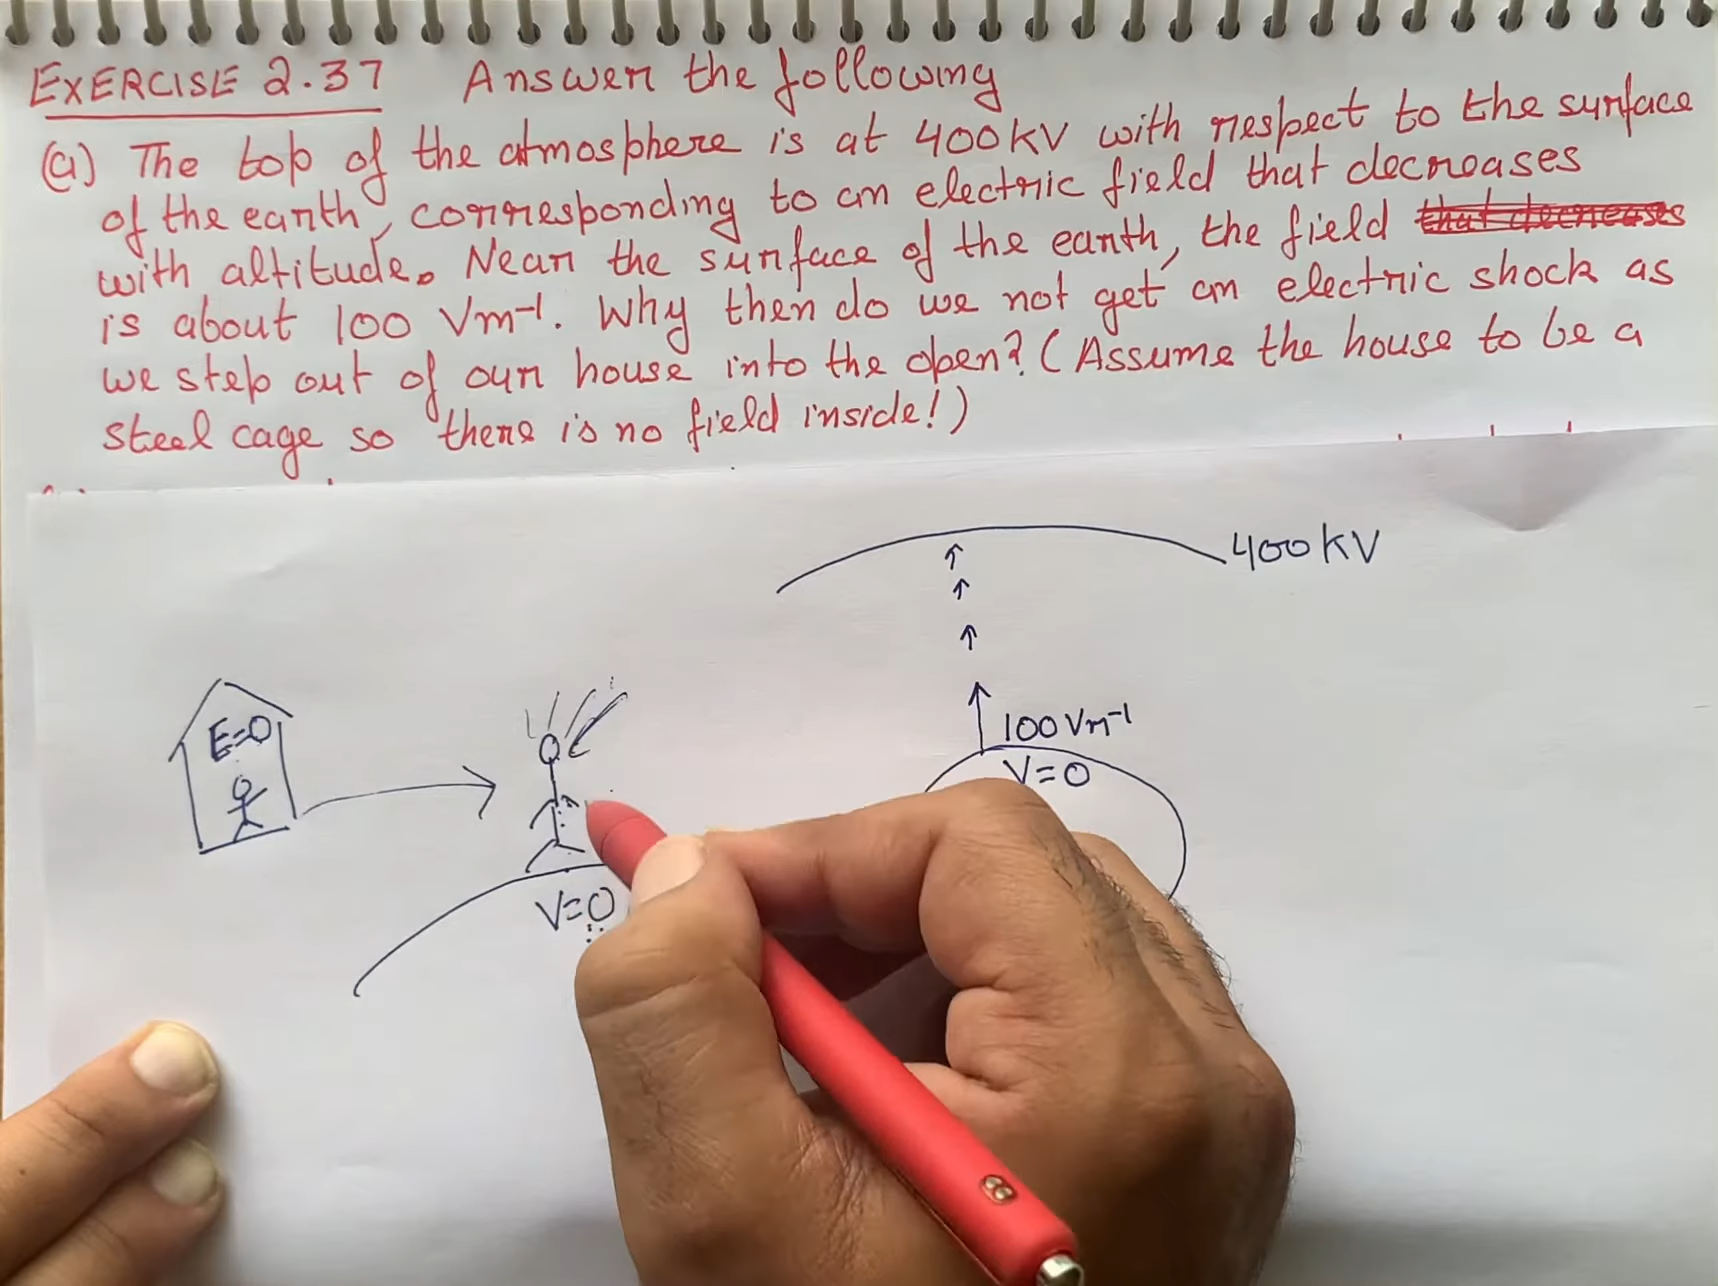 EXERCISE 2.37 Answer the following
(a) The top of the atmosphere is at 400kV with respect to the surface
of the earth, corresponding to an electric field that decreases
with altitude. Near the surface of the earth, the field that decreases
is about 100 Vm⁻¹. Why then do we not get an electric shock as
we step out of our house into the open? (Assume the house to be a
steel cage so there is no field inside!)
400KV
E=0
100Vm⁻¹
V=0
V=0